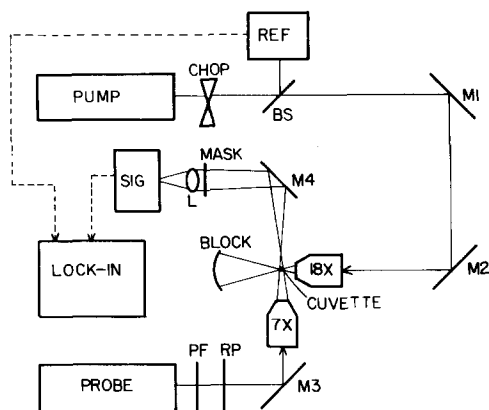 REF
CHOP
PUMP
BS
M1
MASK
SIG
L
M4
BLOCK
18X
LOCK-IN
M2
CUVETTE
7X
PF RP
PROBE
M3